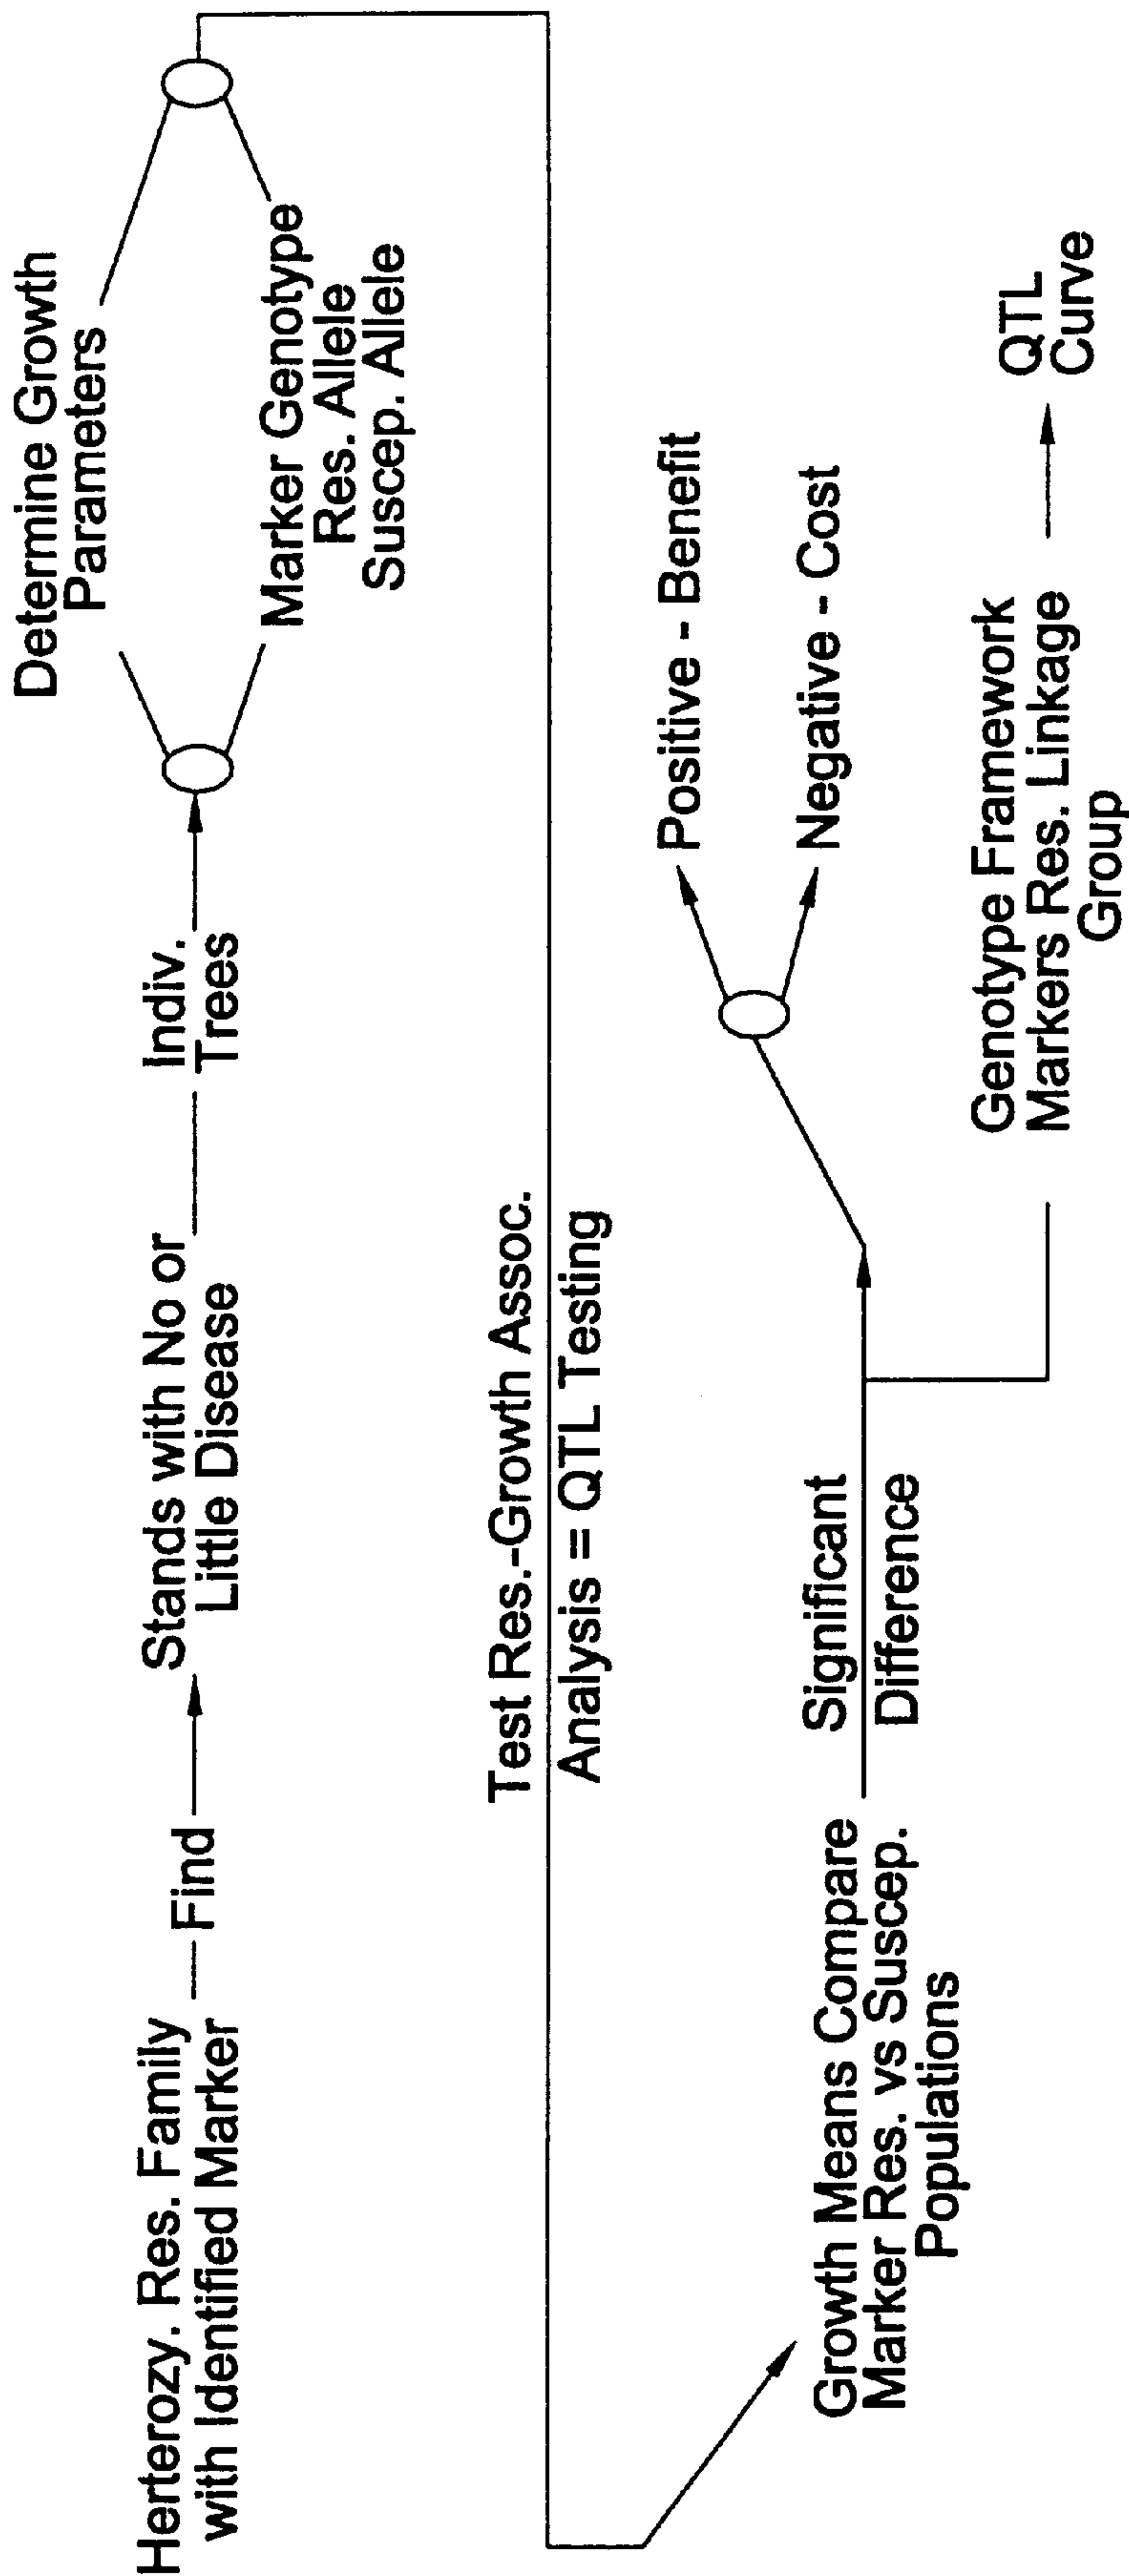 Herterozy. Res. Family
with Identified Marker
Find
Stands with No or
Little Disease
Indiv.
Trees
Determine Growth
Parameters
Marker Genotype
Res. Allele
Suscep. Allele
Test Res.-Growth Assoc.
Analysis = QTL Testing
Growth Means Compare
Marker Res. vs Suscep.
Populations
Significant
Difference
Positive - Benefit
Negative - Cost
Genotype Framework
Markers Res. Linkage
Group
QTL
Curve